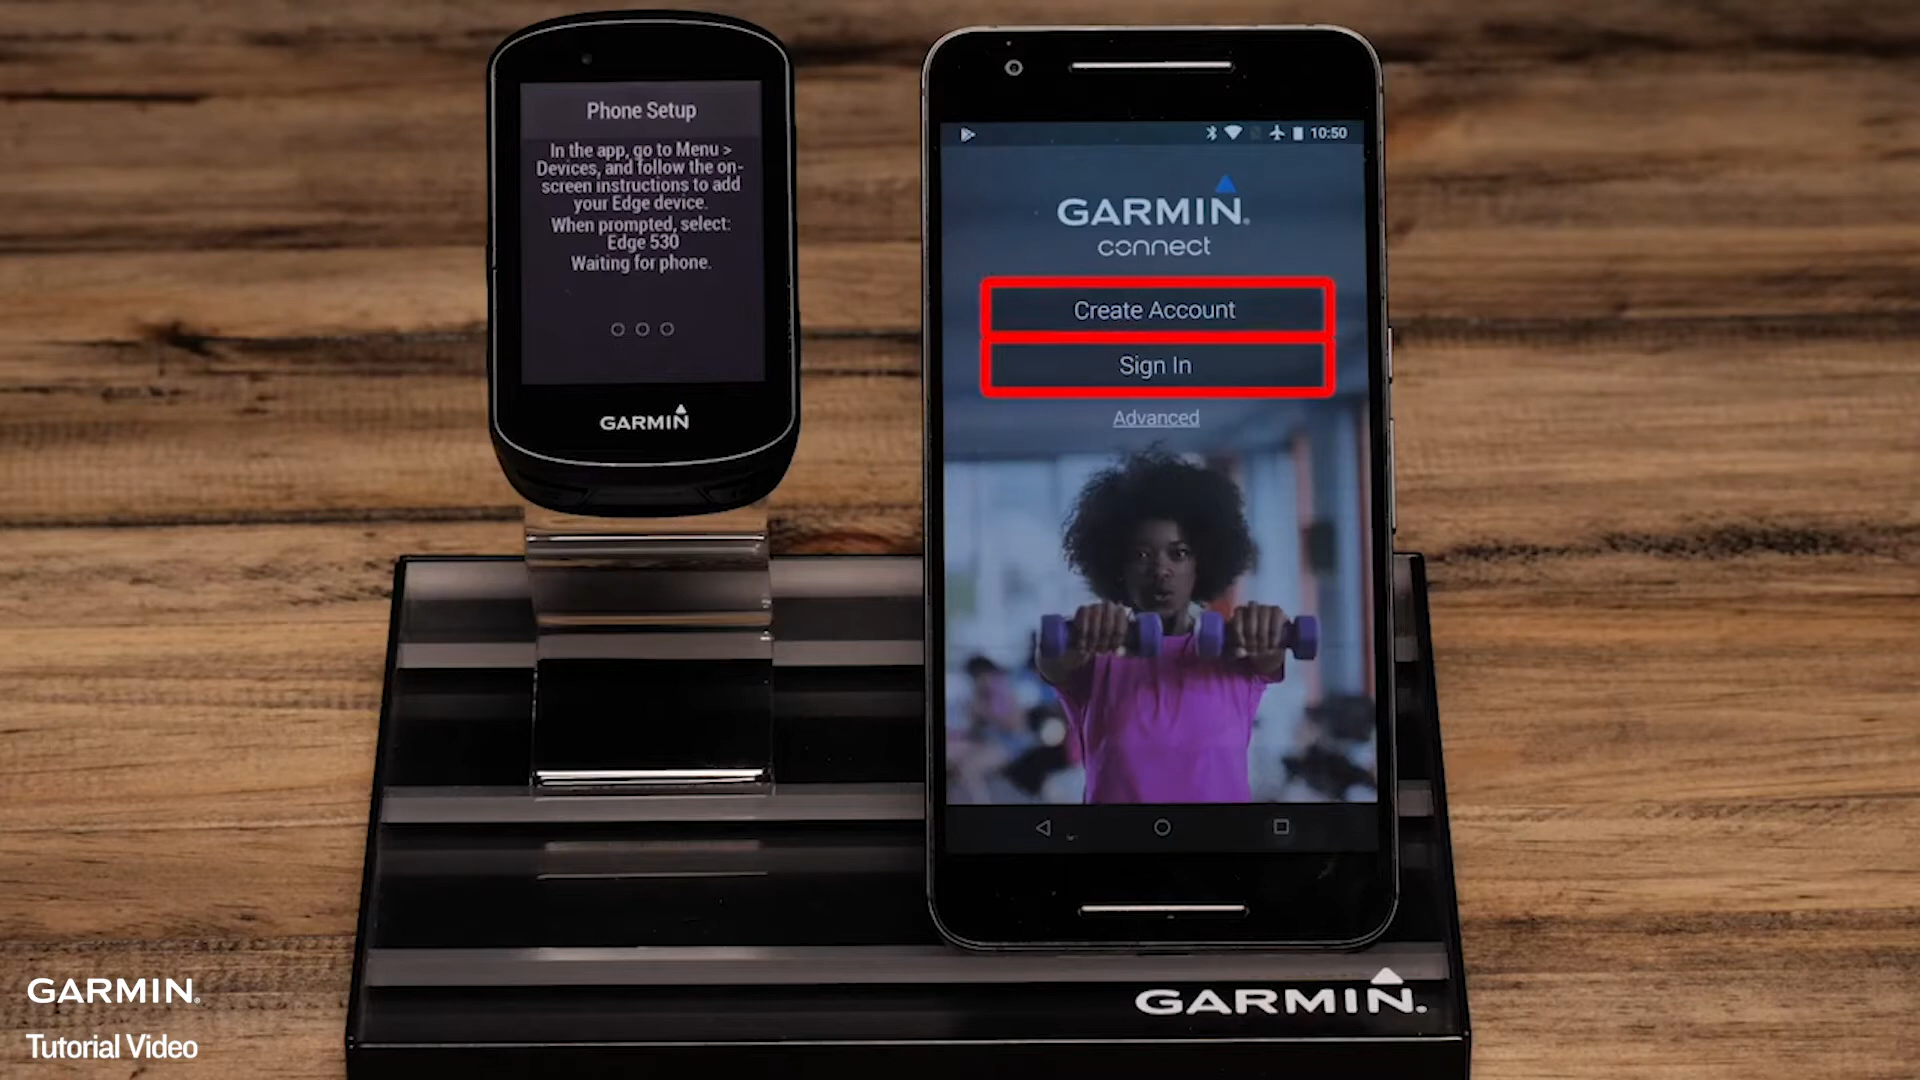 Phone Setup
In the app, go to Menu >
Devices, and follow the on-
screen instructions to add
your Edge device.
When prompted, select:
Edge 530
Waiting for phone.
GARMIN
10:50
GARMIN®
connect
Create Account
Sign In
Advanced
GARMIN®
GARMIN®
Tutorial Video